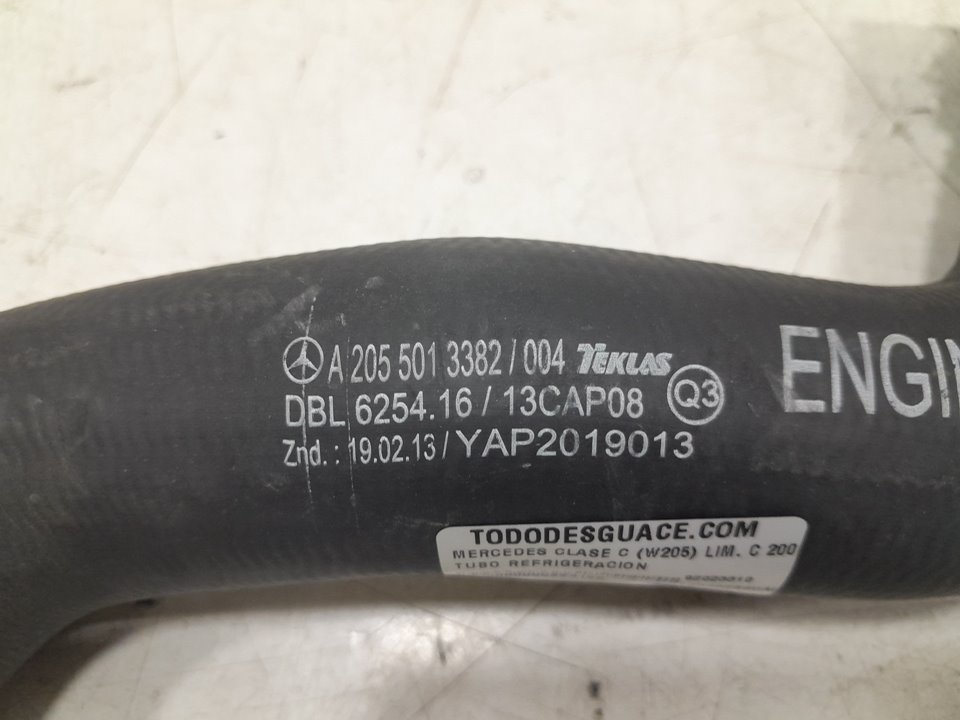 A 205 501 3382 / 004 TEKLAS
DBL 6254.16 / 13CAP08 Q3
Znd.: 19.02.13 / YAP2019013
ENGIN
TODODESGUACE.COM
MERCEDES CLASE C (W205) LIM. C 200
TUBO REFRIGERACION